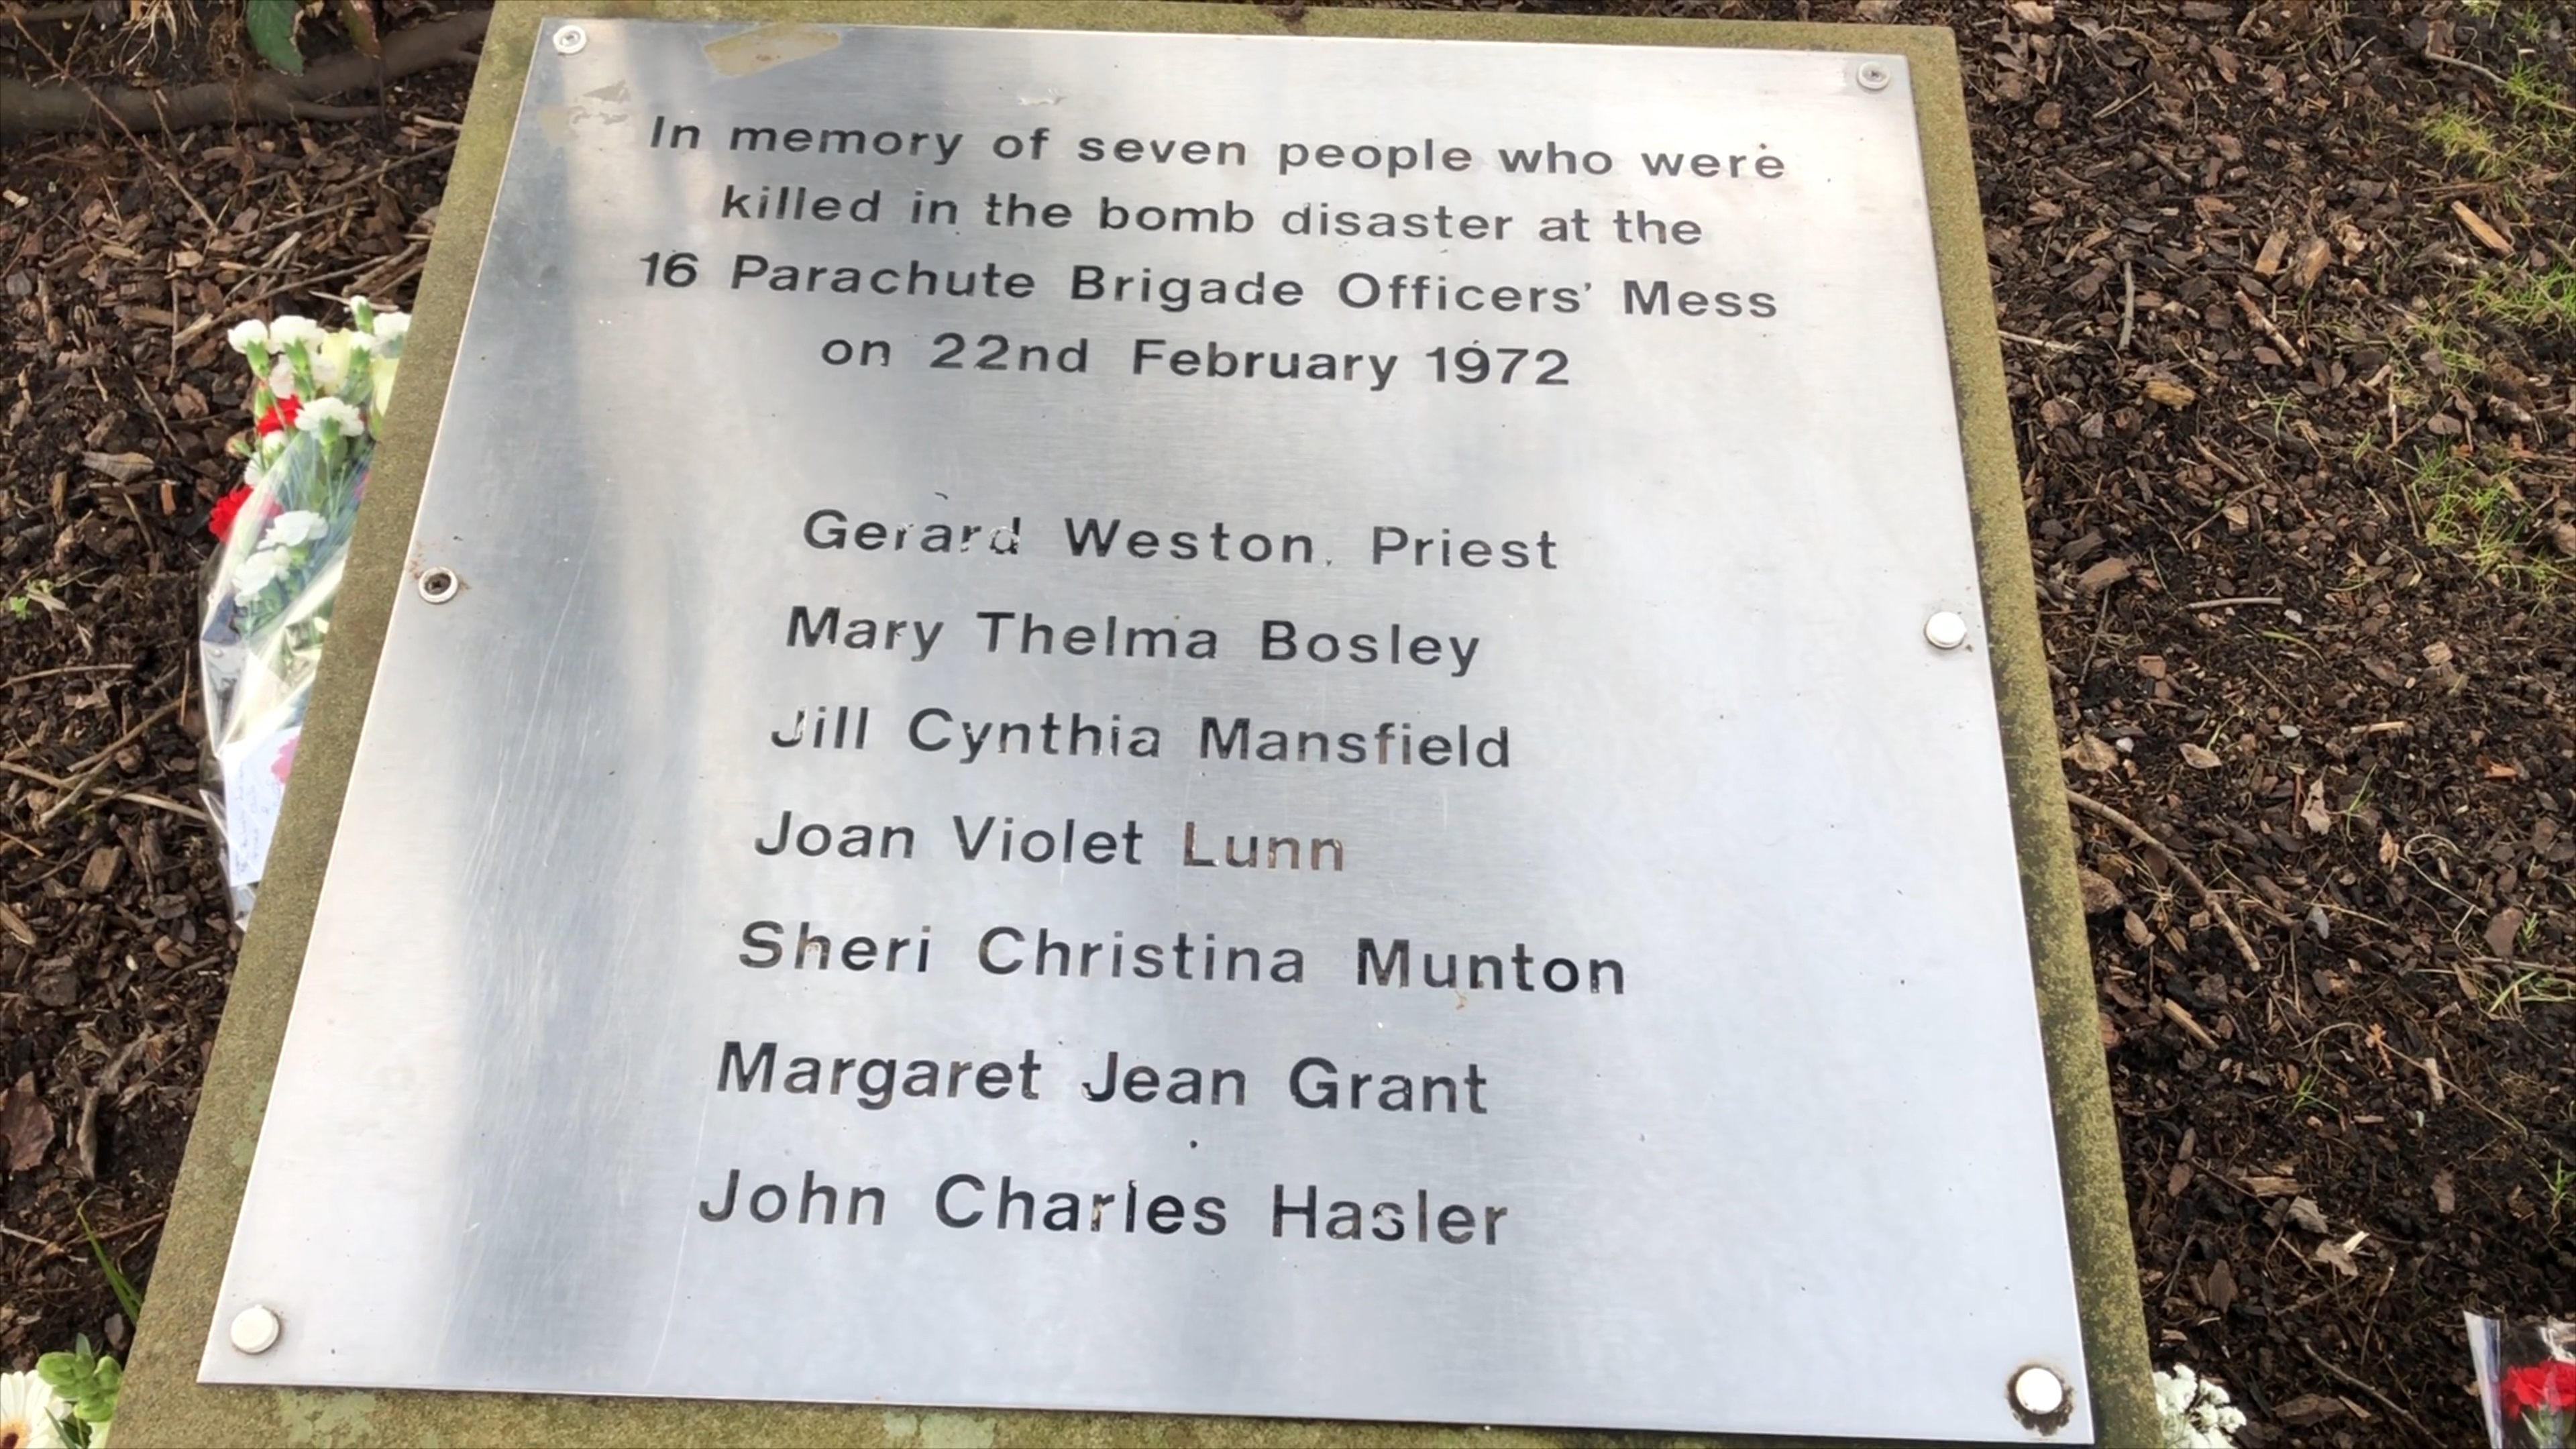 In memory of seven people who were
killed in the bomb disaster at the
16 Parachute Brigade Officers' Mess
on 22nd February 1972
Gerard Weston, Priest
Mary Thelma Bosley
Jill Cynthia Mansfield
Joan Violet Lunn
Sheri Christina Munton
Margaret Jean Grant
John Charles Hasler